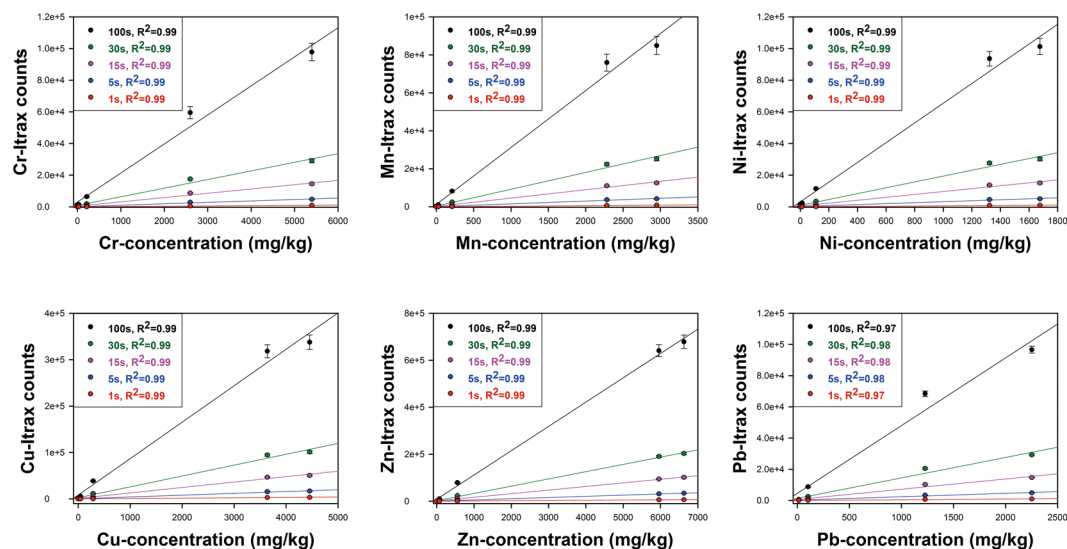 1.2e+5
1.0e+5
8.0e+4
6.0e+4
4.0e+4
2.0e+4
0.0
Cr-Itrax counts
100s, R²=0.99
30s, R²=0.99
15s, R²=0.99
5s, R²=0.99
1s, R²=0.99
0 1000 2000 3000 4000 5000 6000
Cr-concentration (mg/kg)
1e+5
8e+4
6e+4
4e+4
2e+4
0
Mn-Itrax counts
100s, R²=0.99
30s, R²=0.99
15s, R²=0.99
5s, R²=0.99
1s, R²=0.99
0 500 1000 1500 2000 2500 3000 3500
Mn-concentration (mg/kg)
1.2e+5
1.0e+5
8.0e+4
6.0e+4
4.0e+4
2.0e+4
0.0
Ni-Itrax counts
100s, R²=0.99
30s, R²=0.99
15s, R²=0.99
5s, R²=0.99
1s, R²=0.99
0 200 400 600 800 1000 1200 1400 1600 1800
Ni-concentration (mg/kg)
4e+5
3e+5
2e+5
1e+5
0
Cu-Itrax counts
100s, R²=0.99
30s, R²=0.99
15s, R²=0.99
5s, R²=0.99
1s, R²=0.99
0 1000 2000 3000 4000 5000
Cu-concentration (mg/kg)
8e+5
6e+5
4e+5
2e+5
0
Zn-Itrax counts
100s, R²=0.99
30s, R²=0.99
15s, R²=0.99
5s, R²=0.99
1s, R²=0.99
0 1000 2000 3000 4000 5000 6000 7000
Zn-concentration (mg/kg)
1.2e+5
1.0e+5
8.0e+4
6.0e+4
4.0e+4
2.0e+4
0.0
Pb-Itrax counts
100s, R²=0.97
30s, R²=0.98
15s, R²=0.98
5s, R²=0.98
1s, R²=0.97
0 500 1000 1500 2000 2500
Pb-concentration (mg/kg)